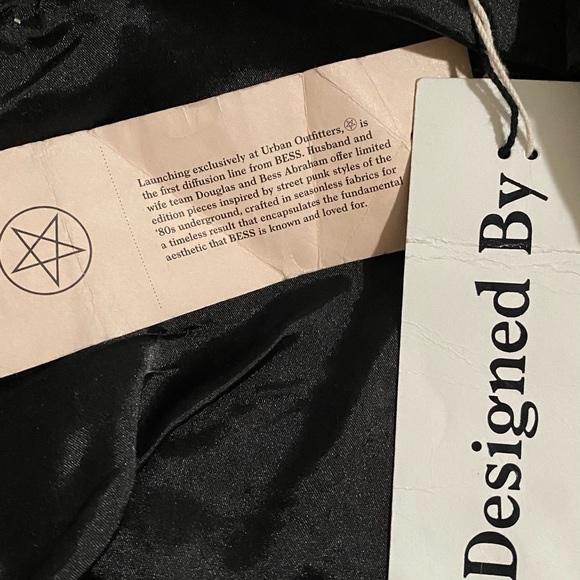 Launching exclusively at Urban Outfitters, is
the first diffusion line from BESS. Husband and
wife team Douglas and Bess Abraham offer limited
edition pieces inspired by street punk styles of the
'80s underground, crafted in seasonless fabrics for
a timeless result that encapsulates the fundamental
aesthetic that BESS is known and loved for.
Designed By